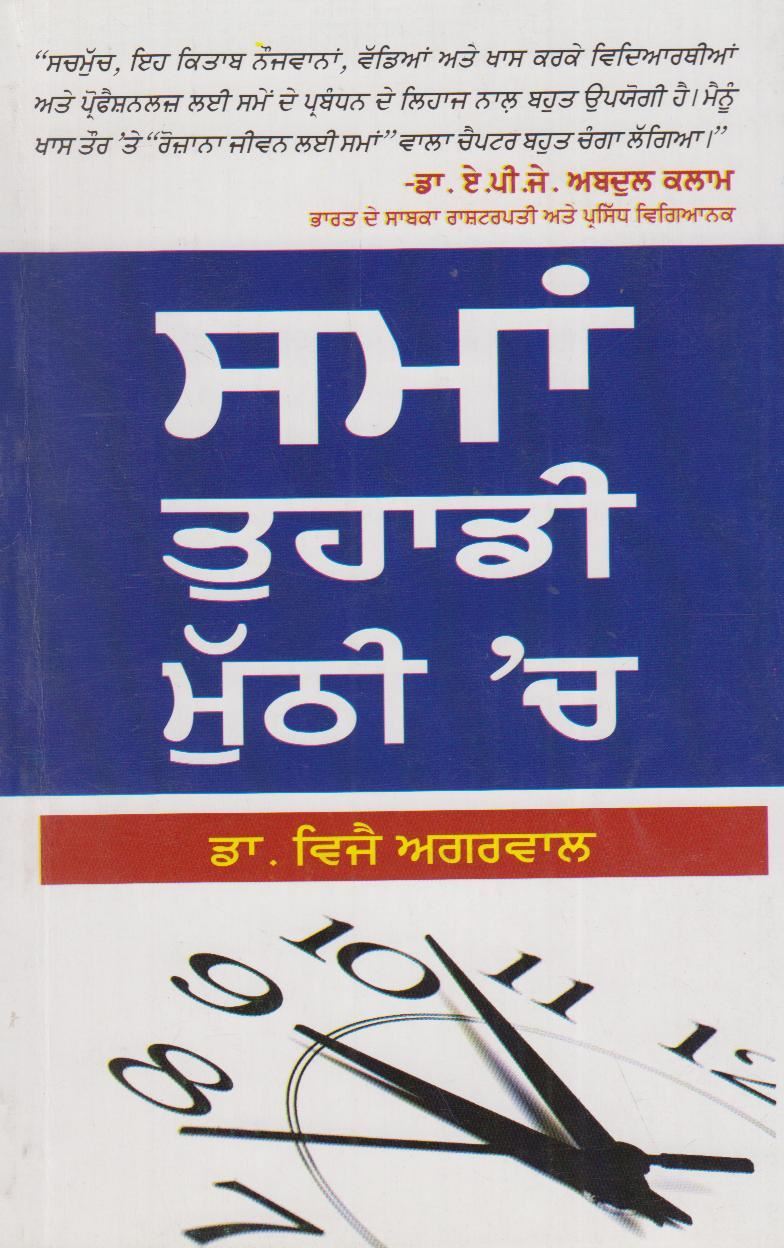 “ਸਚਮੁੱਚ, ਇਹ ਕਿਤਾਬ ਨੌਜਵਾਨਾਂ, ਵੱਡਿਆਂ ਅਤੇ ਖਾਸ ਕਰਕੇ ਵਿਦਿਆਰਥੀਆਂ
ਅਤੇ ਪ੍ਰੋਫੈਸ਼ਨਲਜ਼ ਲਈ ਸਮੇਂ ਦੇ ਪ੍ਰਬੰਧਨ ਦੇ ਲਿਹਾਜ ਨਾਲ਼ ਬਹੁਤ ਉਪਯੋਗੀ ਹੈ। ਮੈਨੂੰ
ਖਾਸ ਤੌਰ ’ਤੇ “ਰੋਜ਼ਾਨਾ ਜੀਵਨ ਲਈ ਸਮਾਂ” ਵਾਲਾ ਚੈਪਟਰ ਬਹੁਤ ਚੰਗਾ ਲੱਗਿਆ।”
-ਡਾ. ਏ.ਪੀ.ਜੇ. ਅਬਦੁਲ ਕਲਾਮ
ਭਾਰਤ ਦੇ ਸਾਬਕਾ ਰਾਸ਼ਟਰਪਤੀ ਅਤੇ ਪ੍ਰਸਿੱਧ ਵਿਗਿਆਨਕ
ਸਮਾਂ
ਤੁਹਾਡੀ
ਮੁੱਠੀ ’ਚ
ਡਾ. ਵਿਜੈ ਅਗਰਵਾਲ
7 8 9 10 11 12